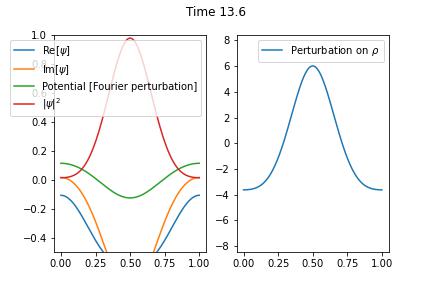 Time 13.6
1.0
0.8
0.6
0.4
0.2
0.0
−0.2
−0.4
Re[ψ]
Im[ψ]
Potential [Fourier perturbation]
|ψ|²
0.00 0.25 0.50 0.75 1.00
8
6
4
2
0
−2
−4
−6
−8
Perturbation on ρ
0.00 0.25 0.50 0.75 1.00